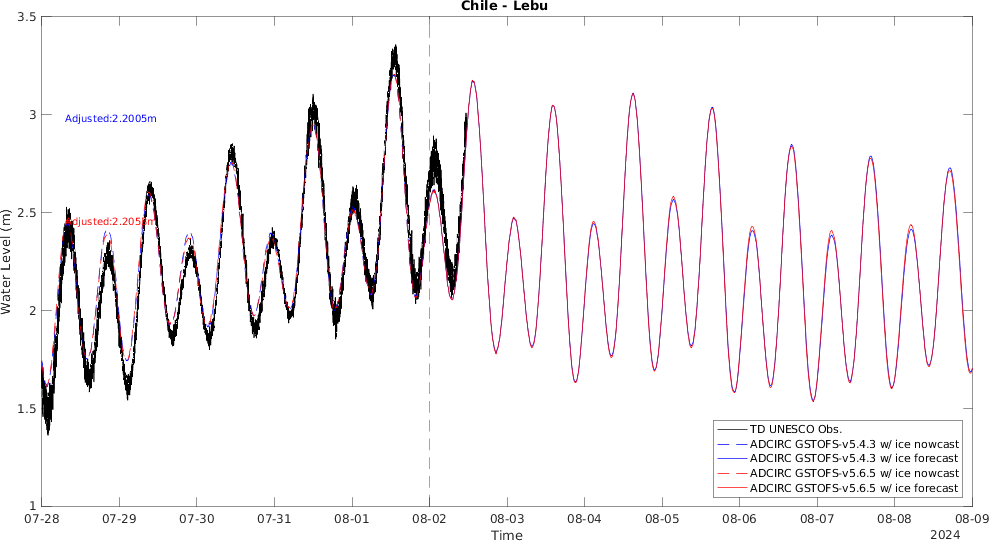 Chile - Lebu
Water Level (m)
3.5
3
2.5
2
1.5
1
Adjusted:2.2005m
07-28
07-29
07-30
07-31
08-01
08-02
08-03
08-04
08-05
08-06
08-07
08-08
08-09
Time
2024
TD UNESCO Obs.
ADCIRC GSTOFS-v5.4.3 w/ ice nowcast
ADCIRC GSTOFS-v5.4.3 w/ ice forecast
ADCIRC GSTOFS-v5.6.5 w/ ice nowcast
ADCIRC GSTOFS-v5.6.5 w/ ice forecast